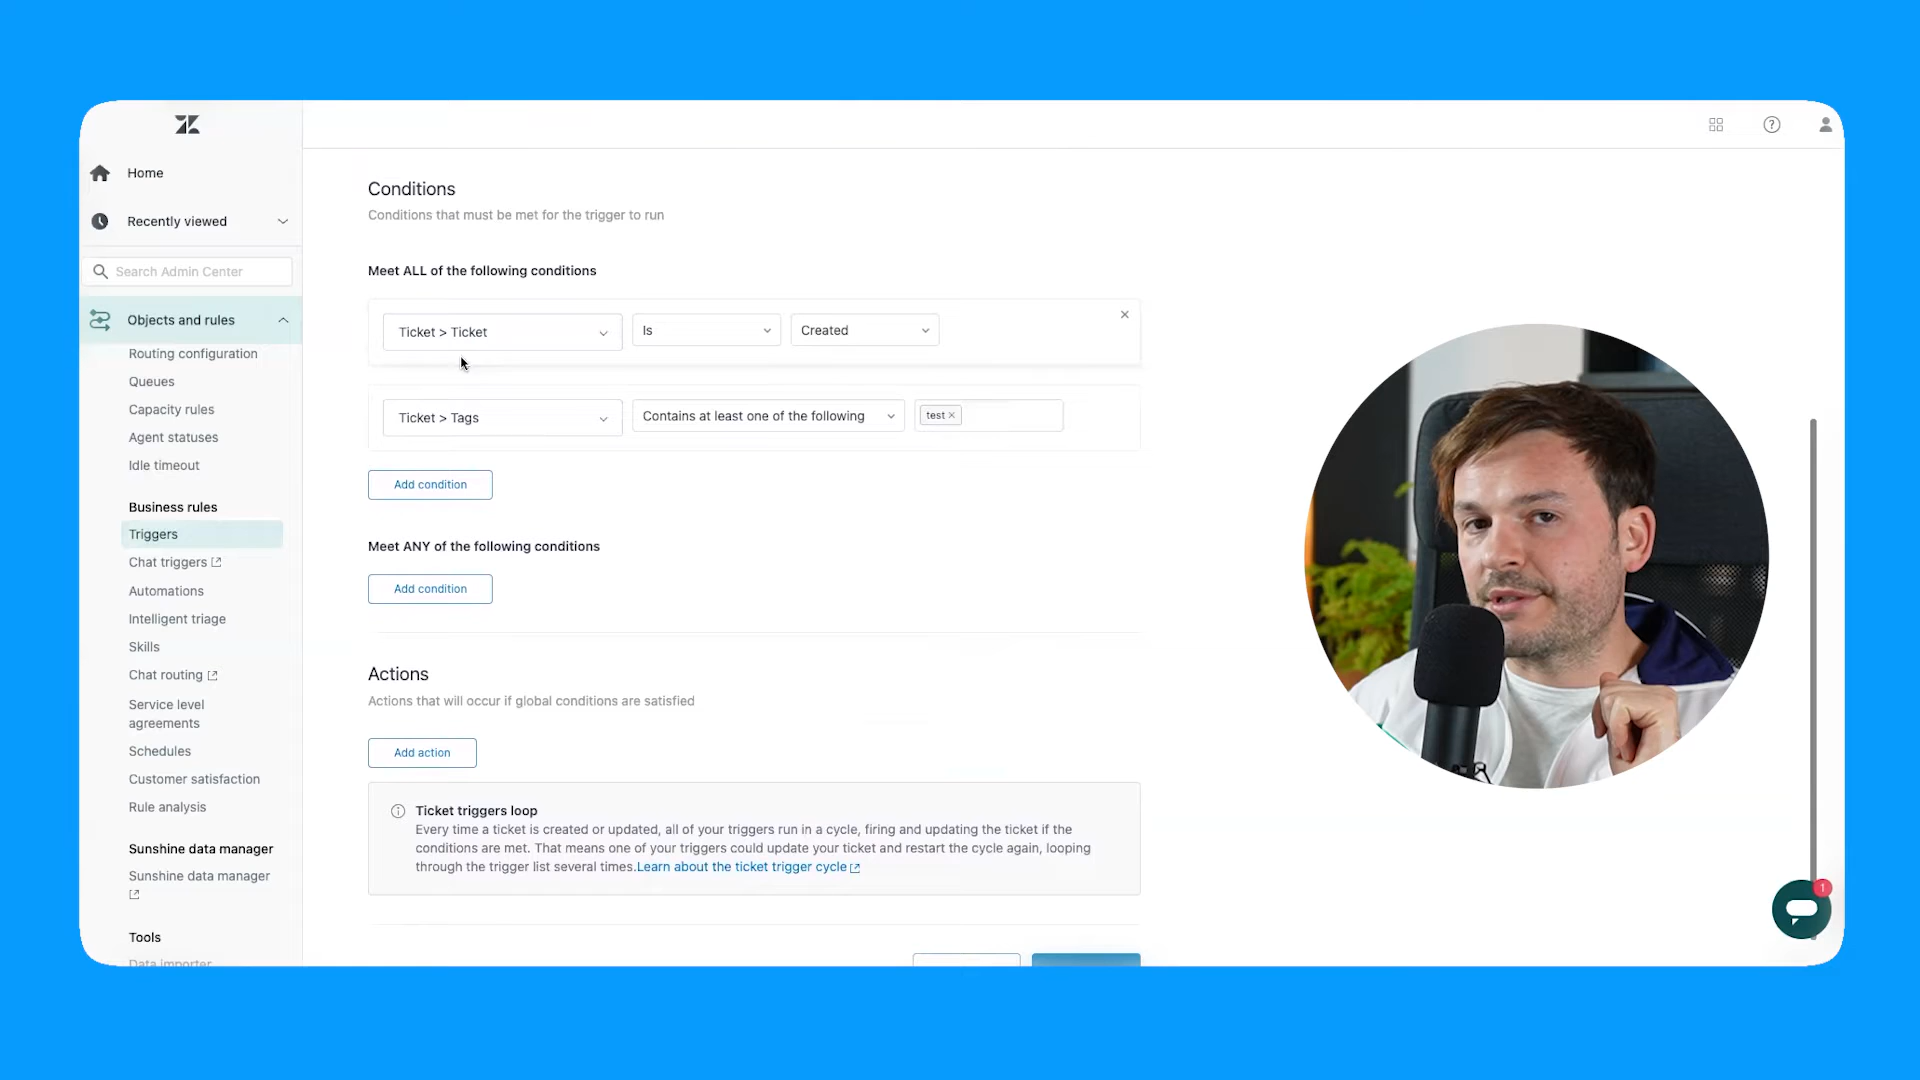 Home
Recently viewed
Search Admin Center
Objects and rules
Routing configuration
Queues
Capacity rules
Agent statuses
Idle timeout
Business rules
Triggers
Chat triggers
Automations
Intelligent triage
Skills
Chat routing
Service level
agreements
Schedules
Customer satisfaction
Rule analysis
Sunshine data manager
Sunshine data manager
Tools
Data importer
Conditions
Conditions that must be met for the trigger to run
Meet ALL of the following conditions
Ticket > Ticket
Is
Created
Ticket > Tags
Contains at least one of the following
test
Add condition
Meet ANY of the following conditions
Add condition
Actions
Actions that will occur if global conditions are satisfied
Add action
Ticket triggers loop
Every time a ticket is created or updated, all of your triggers run in a cycle, firing and updating the ticket if the
conditions are met. That means one of your triggers could update your ticket and restart the cycle again, looping
through the trigger list several times.Learn about the ticket trigger cycle
1